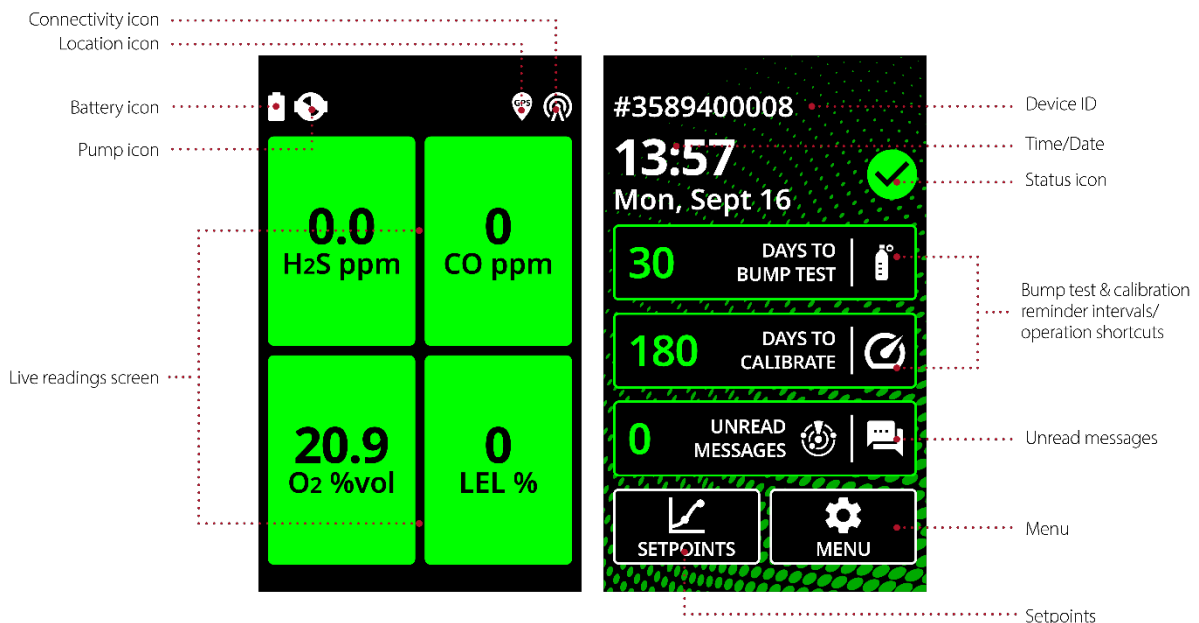 Connectivity icon
Location icon
Battery icon
Pump icon
Live readings screen
GPS
0.0
H2S ppm
0
CO ppm
20.9
O2 %vol
0
LEL %
#3589400008
13:57
Mon, Sept 16
30
DAYS TO
BUMP TEST
180
DAYS TO
CALIBRATE
0
UNREAD
MESSAGES
SETPOINTS
MENU
Device ID
Time/Date
Status icon
Bump test & calibration
reminder intervals/
operation shortcuts
Unread messages
Menu
Setpoints